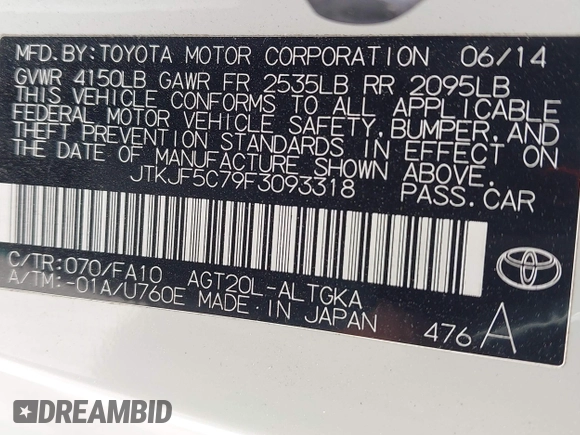 MFD.BY:TOYOTA MOTOR CORPORATION 06/14
GVWR 4150LB GAWR FR 2535LB RR 2095LB
THIS VEHICLE CONFORMS TO ALL APPLICABLE
FEDERAL MOTOR VEHICLE SAFETY,BUMPER,AND
THEFT PREVENTION STANDARDS IN EFFECT ON
THE DATE OF MANUFACTURE SHOWN ABOVE.
JTKJF5C79F3093318 PASS.CAR
C/TR:070/FA10 AGT20L-ALTGKA
A/TM:-01A/U760E MADE IN JAPAN 476 A
DREAMBID